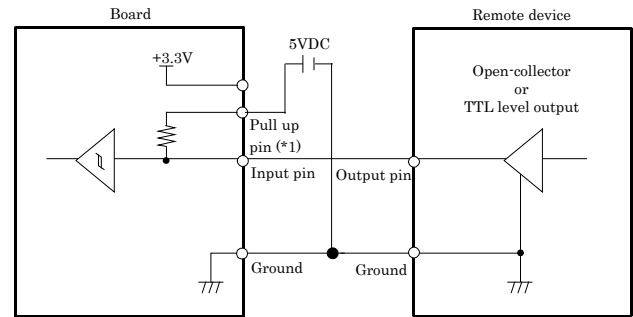 Board
Remote device
5VDC
+3.3V
Open-collector
or
TTL level output
Pull up
pin (*1)
Input pin
Output pin
Ground
Ground